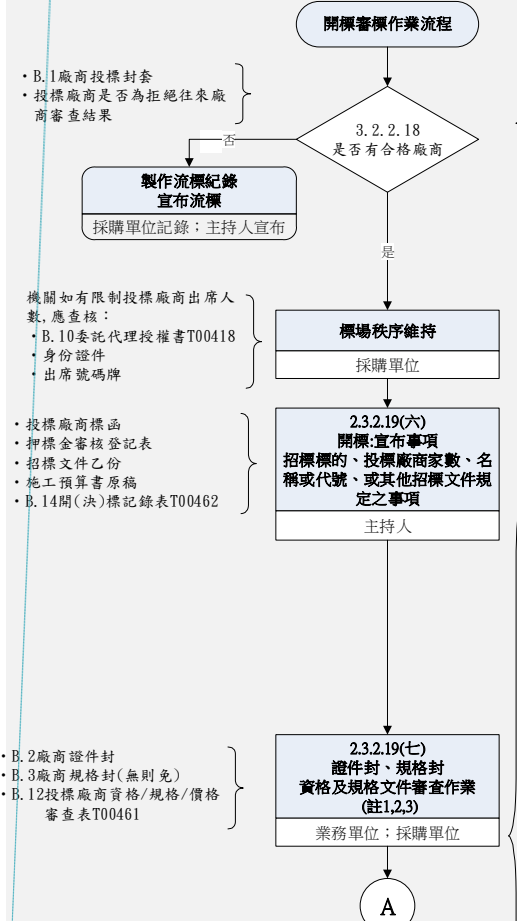 開標審標作業流程
・B.1廠商投標封套
・投標廠商是否為拒絕往來廠
商審查結果
3.2.2.18
是否有合格廠商
否
製作流標紀錄
宣布流標
採購單位記錄；主持人宣布
是
機關如有限制投標廠商出席人
數,應查核：
・B.10委託代理授權書T00418
・身份證件
・出席號碼牌
標場秩序維持
採購單位
・投標廠商標函
・押標金審核登記表
・招標文件乙份
・施工預算書原稿
・B.14開(決)標記錄表T00462
2.3.2.19(六)
開標:宣布事項
招標標的、投標廠商家數、名
稱或代號、或其他招標文件規
定之事項
主持人
・B.2廠商證件封
・B.3廠商規格封(無則免)
・B.12投標廠商資格/規格/價格
審查表T00461
2.3.2.19(七)
證件封、規格封
資格及規格文件審查作業
(註1,2,3)
業務單位；採購單位
A